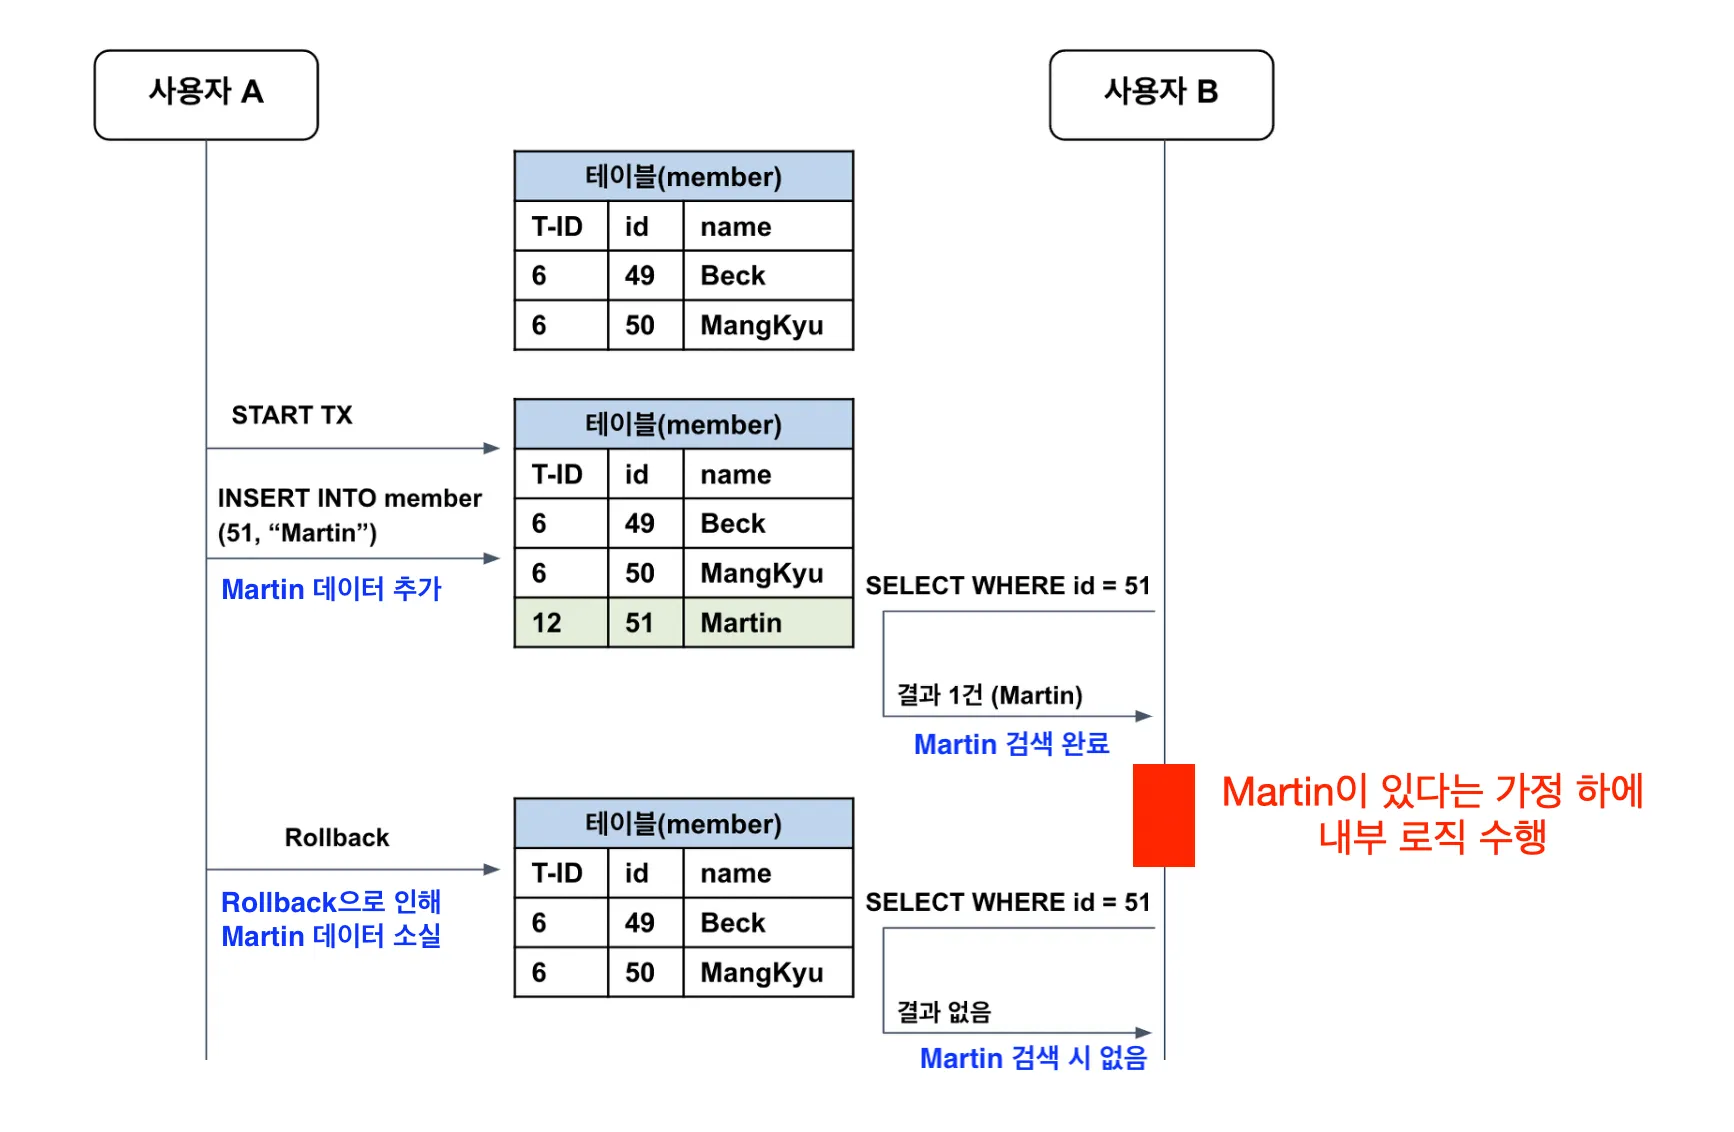 사용자 A
사용자 B
테이블(member)
T-ID id name
6 49 Beck
6 50 MangKyu
START TX
INSERT INTO member
(51, “Martin”)
Martin 데이터 추가
테이블(member)
T-ID id name
6 49 Beck
6 50 MangKyu
12 51 Martin
SELECT WHERE id = 51
결과 1건 (Martin)
Martin 검색 완료
Martin이 있다는 가정 하에
내부 로직 수행
Rollback
Rollback으로 인해
Martin 데이터 소실
테이블(member)
T-ID id name
6 49 Beck
6 50 MangKyu
SELECT WHERE id = 51
결과 없음
Martin 검색 시 없음